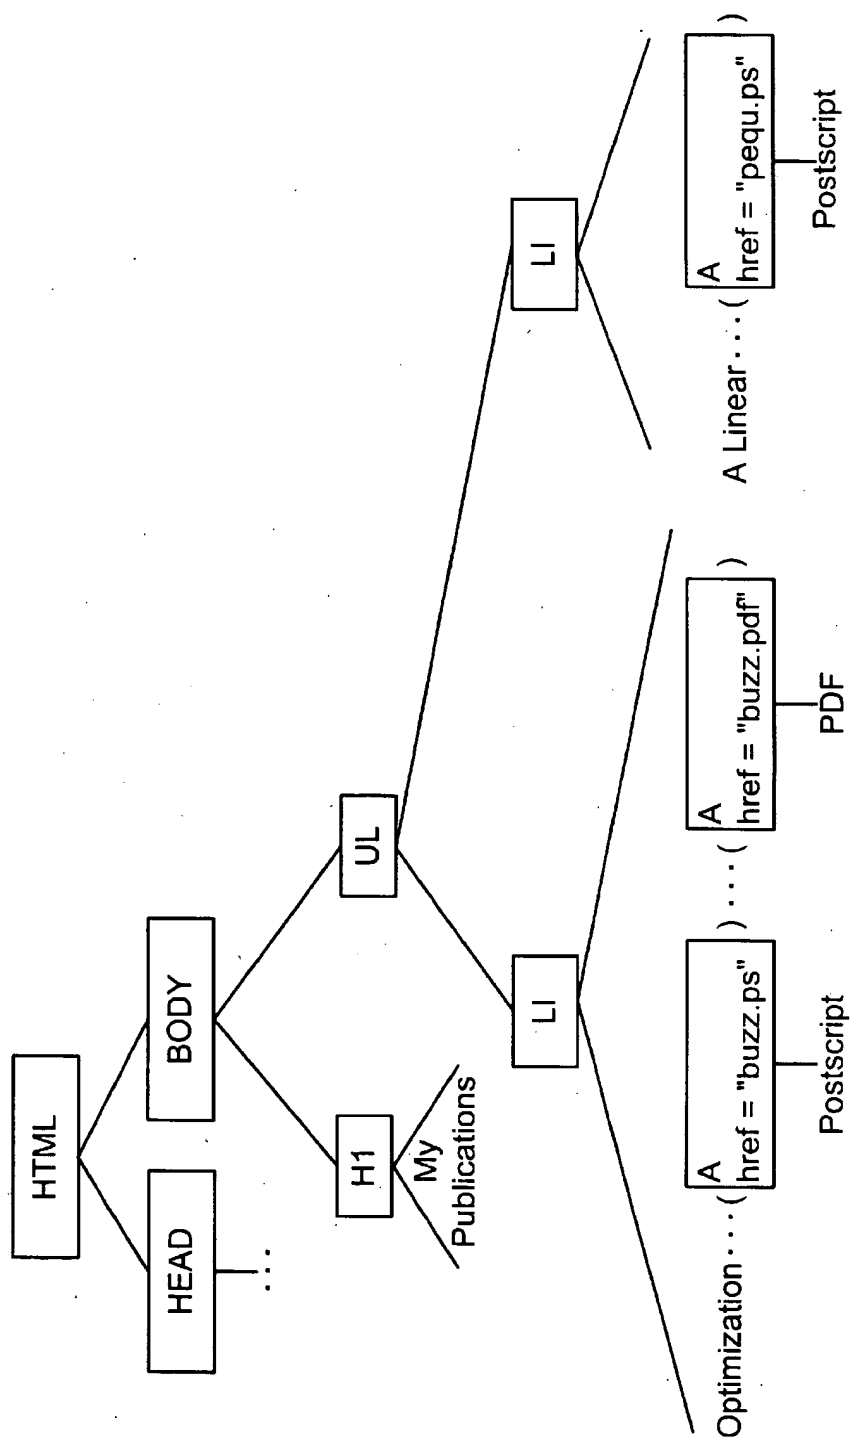 HTML
HEAD
. . .
BODY
H1
My
Publications
UL
LI
LI
Optimization · · · (
A
href = "buzz.ps"
) · · · (
A
href = "buzz.pdf"
)
A Linear · · · (
A
href = "pequ.ps"
)
Postscript
PDF
Postscript